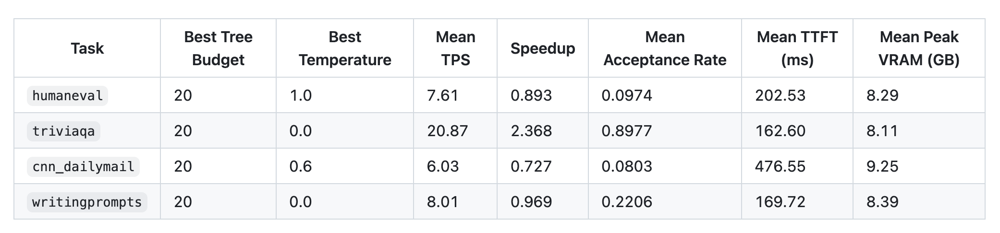 Task | Best Tree Budget | Best Temperature | Mean TPS | Speedup | Mean Acceptance Rate | Mean TTFT (ms) | Mean Peak VRAM (GB)
humaneval | 20 | 1.0 | 7.61 | 0.893 | 0.0974 | 202.53 | 8.29
triviaqa | 20 | 0.0 | 20.87 | 2.368 | 0.8977 | 162.60 | 8.11
cnn_dailymail | 20 | 0.6 | 6.03 | 0.727 | 0.0803 | 476.55 | 9.25
writingprompts | 20 | 0.0 | 8.01 | 0.969 | 0.2206 | 169.72 | 8.39